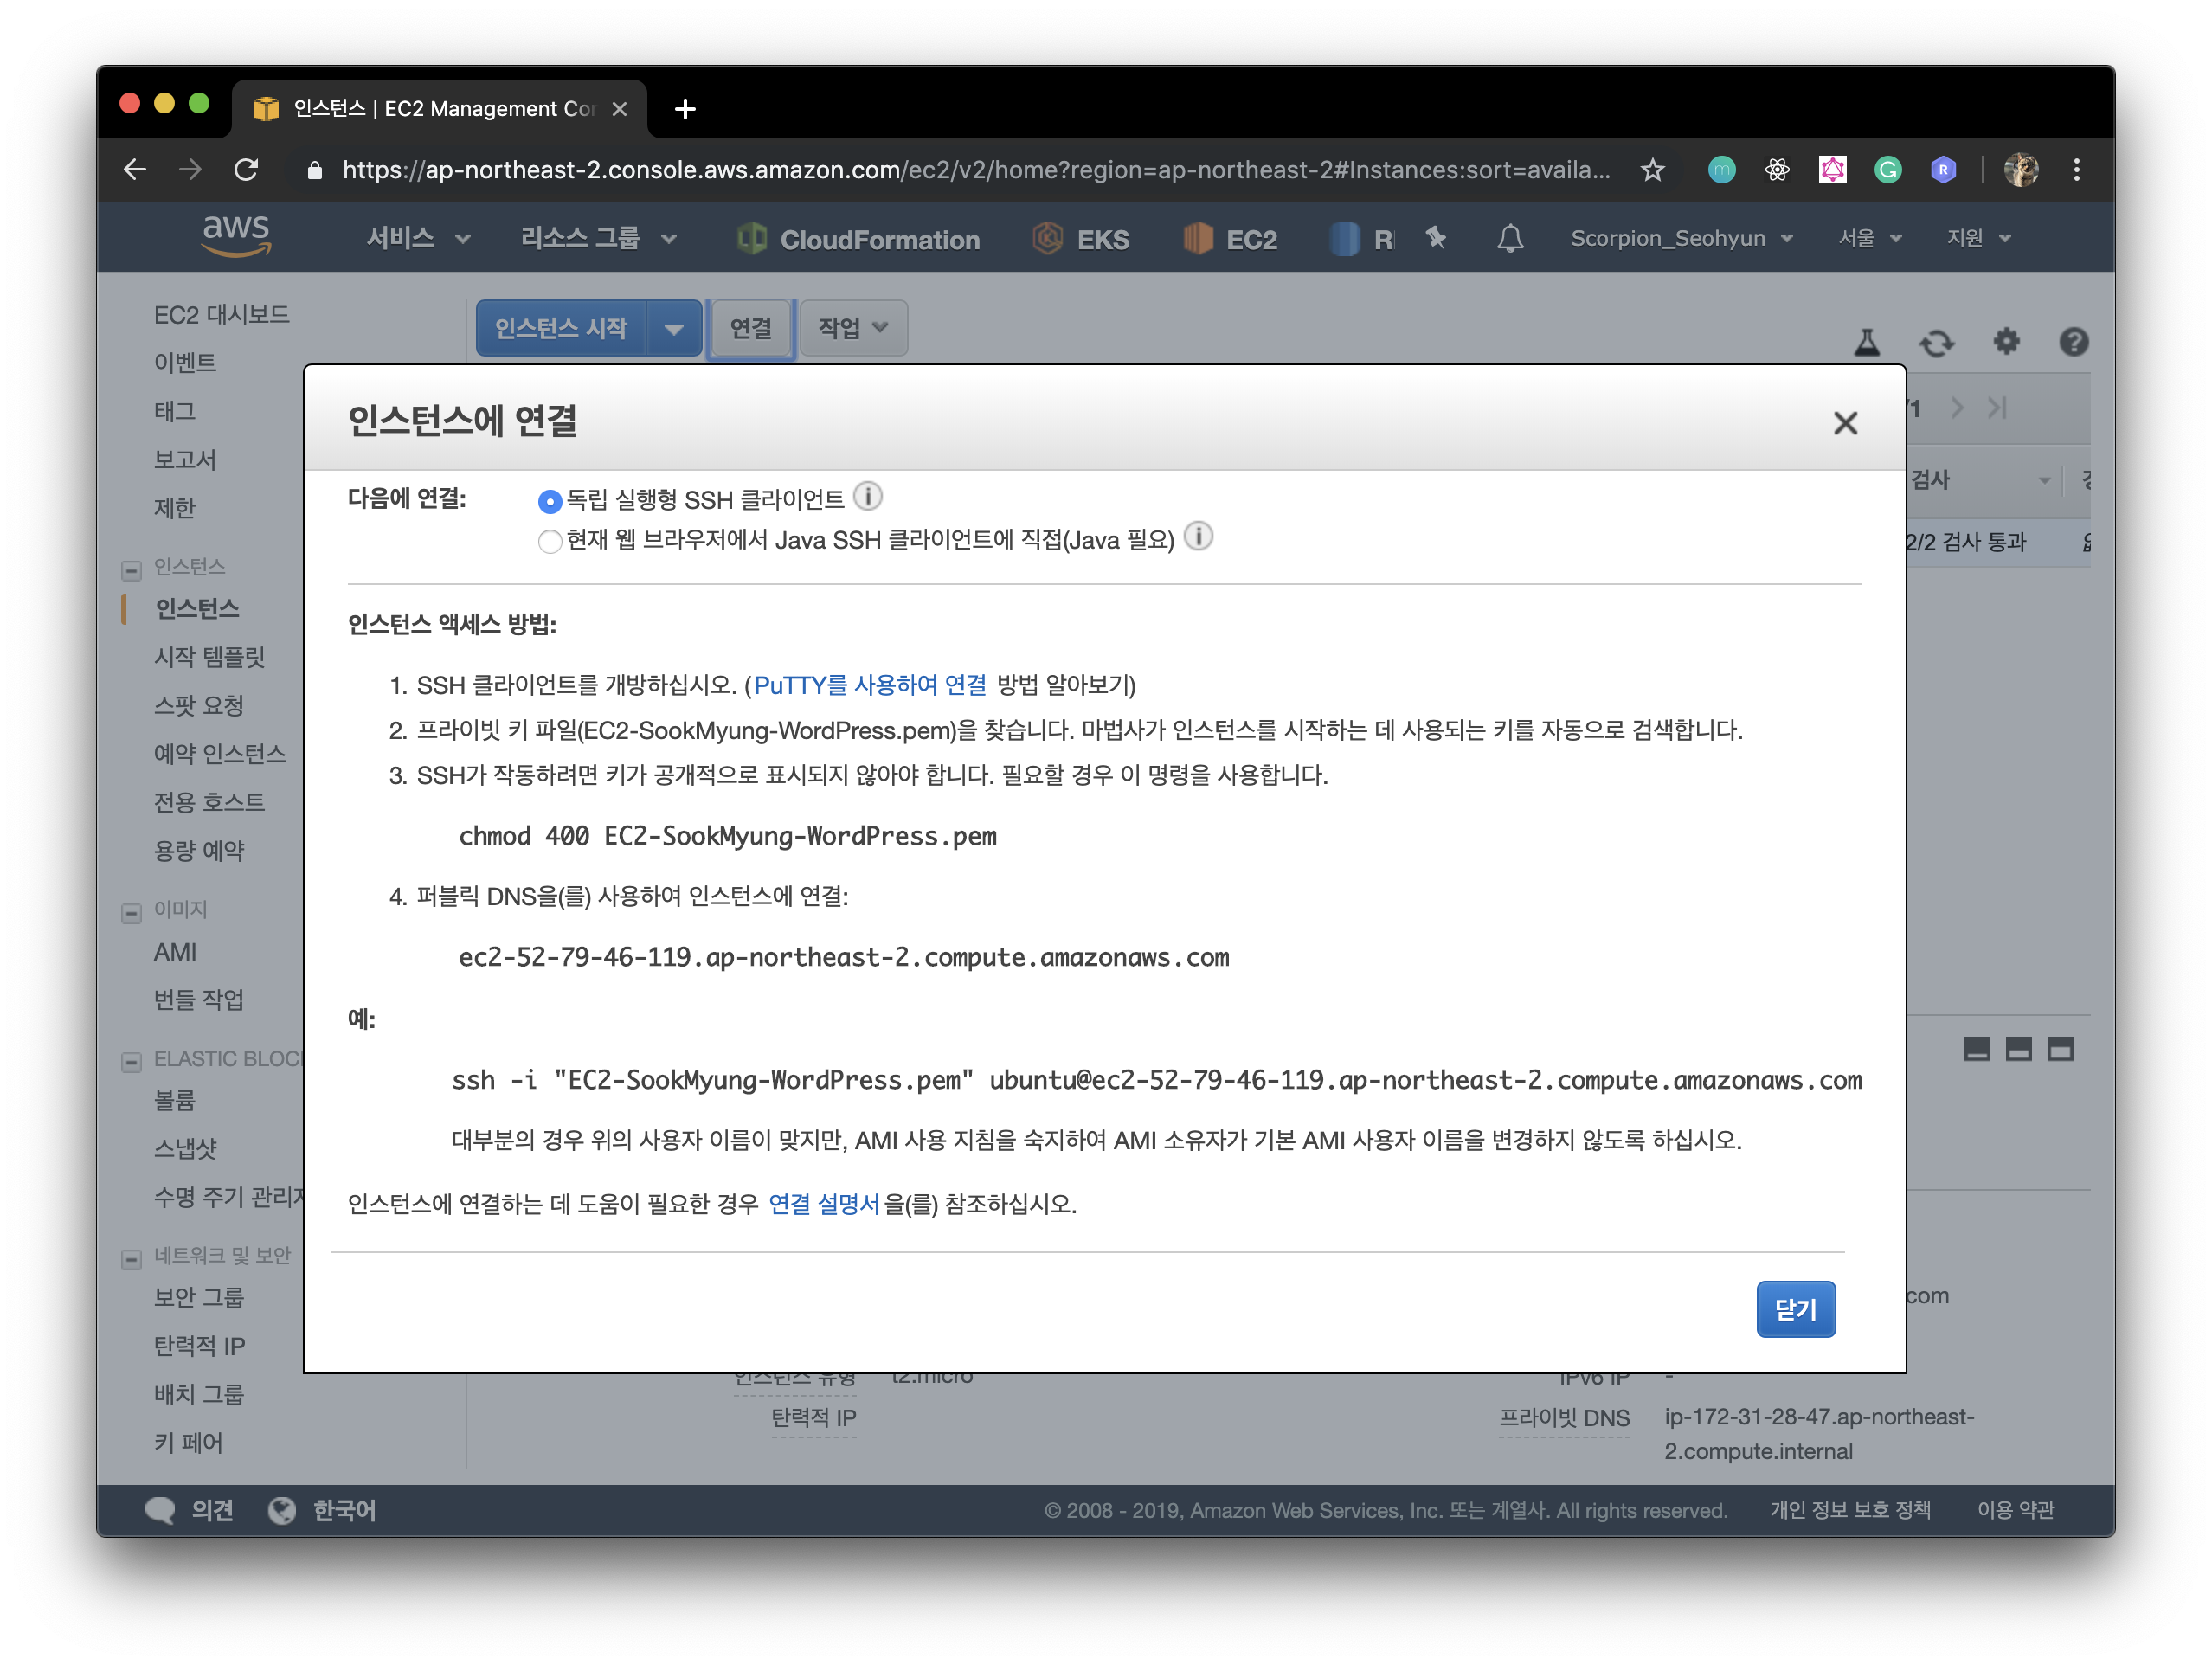 인스턴스 | EC2 Management Con
https://ap-northeast-2.console.aws.amazon.com/ec2/v2/home?region=ap-northeast-2#Instances:sort=availa...
aws
서비스
리소스 그룹
CloudFormation
EKS
EC2
R
Scorpion_Seohyun
서울
지원
EC2 대시보드
이벤트
태그
보고서
제한
인스턴스
인스턴스
시작 템플릿
스팟 요청
예약 인스턴스
전용 호스트
용량 예약
이미지
AMI
번들 작업
ELASTIC BLOC
볼륨
스냅샷
수명 주기 관리자
네트워크 및 보안
보안 그룹
탄력적 IP
배치 그룹
키 페어
인스턴스 시작
연결
작업
/1
검사
2/2 검사 통과
인스턴스에 연결
다음에 연결:
독립 실행형 SSH 클라이언트
현재 웹 브라우저에서 Java SSH 클라이언트에 직접(Java 필요)
인스턴스 액세스 방법:
1. SSH 클라이언트를 개방하십시오. (PuTTY를 사용하여 연결 방법 알아보기)
2. 프라이빗 키 파일(EC2-SookMyung-WordPress.pem)을 찾습니다. 마법사가 인스턴스를 시작하는 데 사용되는 키를 자동으로 검색합니다.
3. SSH가 작동하려면 키가 공개적으로 표시되지 않아야 합니다. 필요할 경우 이 명령을 사용합니다.
chmod 400 EC2-SookMyung-WordPress.pem
4. 퍼블릭 DNS을(를) 사용하여 인스턴스에 연결:
ec2-52-79-46-119.ap-northeast-2.compute.amazonaws.com
예:
ssh -i "EC2-SookMyung-WordPress.pem" ubuntu@ec2-52-79-46-119.ap-northeast-2.compute.amazonaws.com
대부분의 경우 위의 사용자 이름이 맞지만, AMI 사용 지침을 숙지하여 AMI 소유자가 기본 AMI 사용자 이름을 변경하지 않도록 하십시오.
인스턴스에 연결하는 데 도움이 필요한 경우 연결 설명서을(를) 참조하십시오.
닫기
com
인스턴스 유형 t2.micro
IPv6 IP -
탄력적 IP
프라이빗 DNS ip-172-31-28-47.ap-northeast-
2.compute.internal
의견
한국어
© 2008 - 2019, Amazon Web Services, Inc. 또는 계열사. All rights reserved.
개인 정보 보호 정책
이용 약관